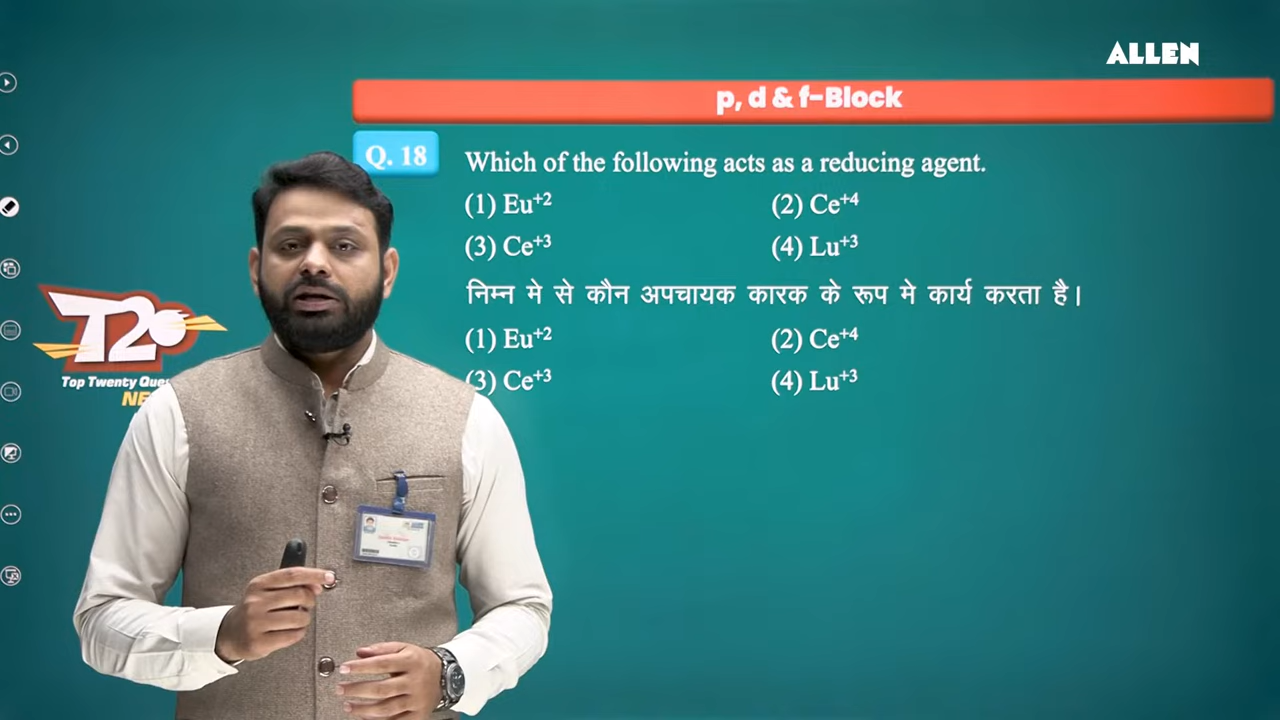 ALLEN
p, d & f-Block
Q. 18 Which of the following acts as a reducing agent.
(1) Eu+2 (2) Ce+4
(3) Ce+3 (4) Lu+3
निम्न मे से कौन अपचायक कारक के रूप मे कार्य करता है।
(1) Eu+2 (2) Ce+4
(3) Ce+3 (4) Lu+3
T20
Top Twenty